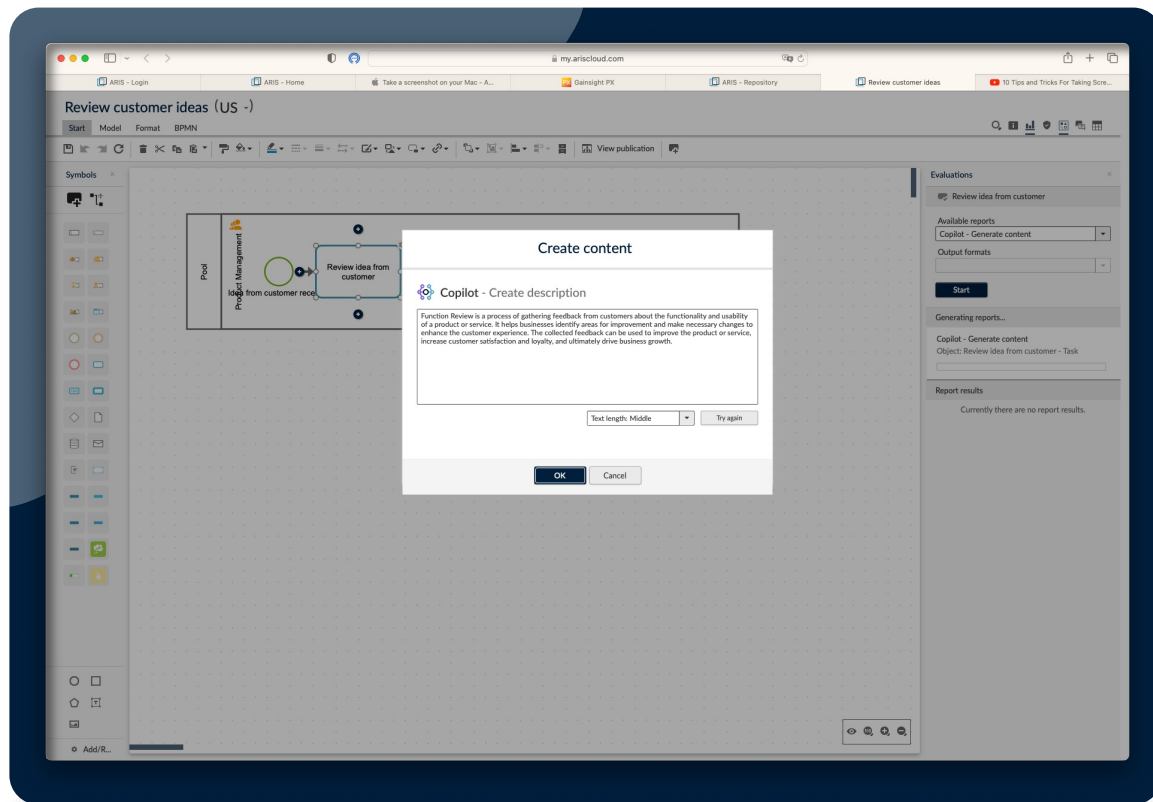 my.ariscloud.com
ARIS - Login
ARIS - Home
Take a screenshot on your Mac - A...
PX Gainsight PX
ARIS - Repository
Review customer ideas
10 Tips and Tricks For Taking Scre...
Review customer ideas (US -)
Start Model Format BPMN
View publication
Symbols
Evaluations
Review idea from customer
Available reports
Copilot - Generate content
Output formats
Start
Generating reports...
Copilot - Generate content
Object: Review idea from customer - Task
Report results
Currently there are no report results.
Pool
Product Management
Idea from customer rece
Review idea from
customer
Create content
Copilot - Create description
Function Review is a process of gathering feedback from customers about the functionality and usability
of a product or service. It helps businesses identify areas for improvement and make necessary changes to
enhance the customer experience. The collected feedback can be used to improve the product or service,
increase customer satisfaction and loyalty, and ultimately drive business growth.
Text length: Middle
Try again
OK
Cancel
Add/R...